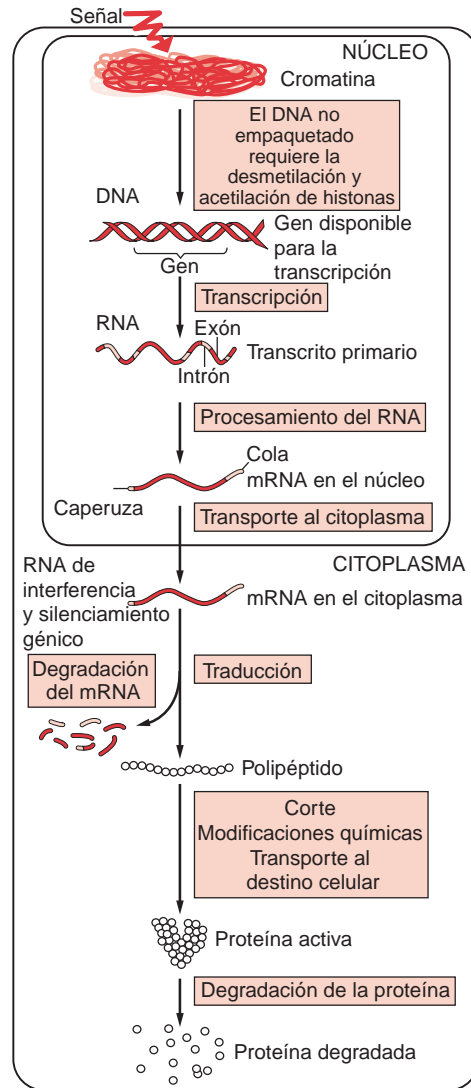 Señal
NÚCLEO
Cromatina
El DNA no
empaquetado
requiere la
desmetilación y
acetilación de histonas
DNA
Gen disponible
para la
transcripción
Gen
Transcripción
RNA
Exón
Transcrito primario
Intrón
Procesamiento del RNA
Cola
mRNA en el núcleo
Caperuza
Transporte al citoplasma
CITOPLASMA
RNA de
interferencia
y silenciamiento
génico
mRNA en el citoplasma
Degradación
del mRNA
Traducción
Polipéptido
Corte
Modificaciones químicas
Transporte al
destino celular
Proteína activa
Degradación de la proteína
Proteína degradada